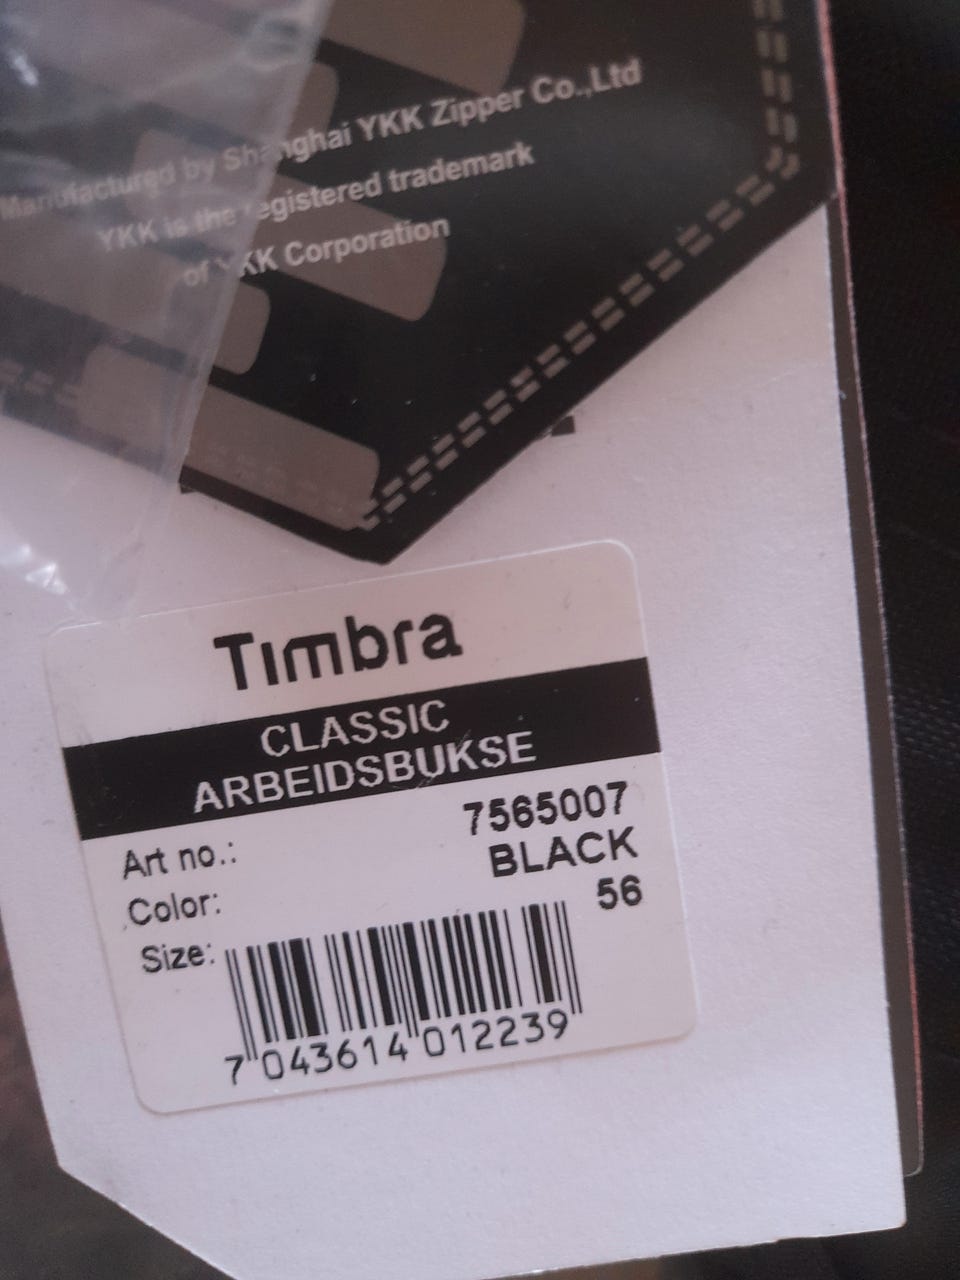 Manufactured by Shanghai YKK Zipper Co.,Ltd
YKK is the registered trademark
of YKK Corporation
Timbra
CLASSIC
ARBEIDSBUKSE
Art no.: 7565007
Color: BLACK
Size: 56
7 043614 012239